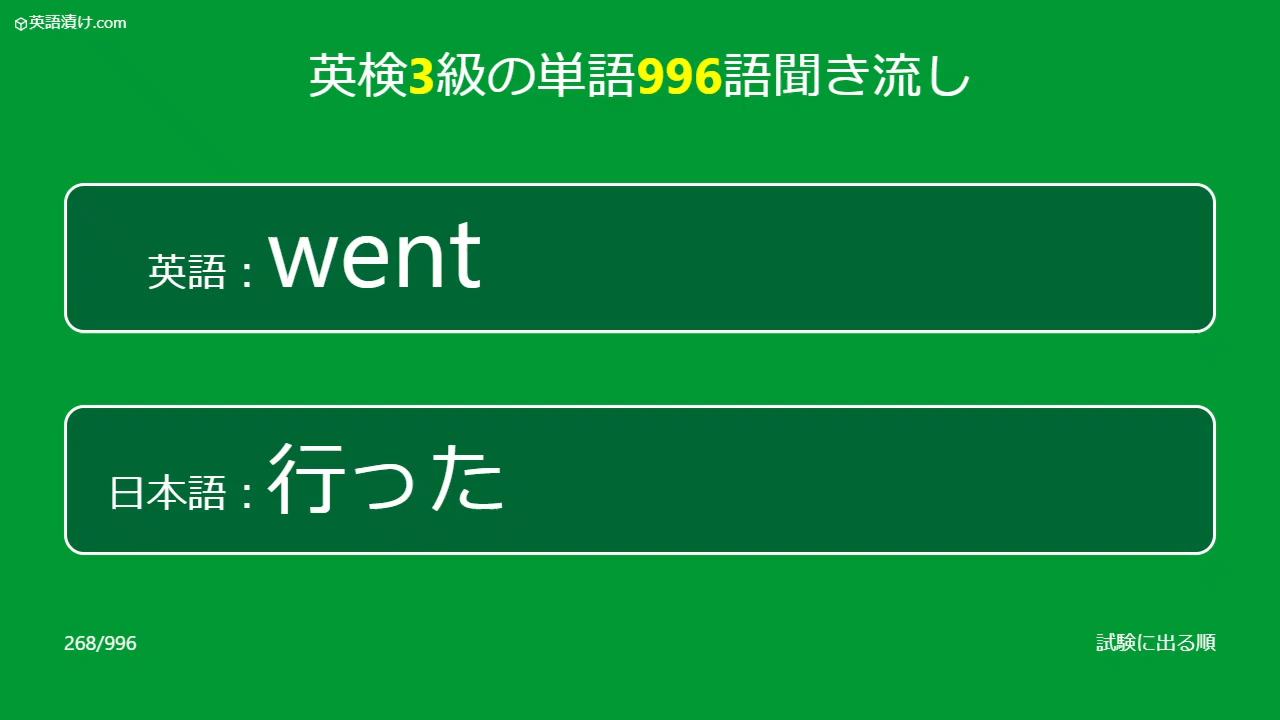 英語漬け.com
英検3級の単語996語聞き流し
英語：went
日本語：行った
268/996
試験に出る順